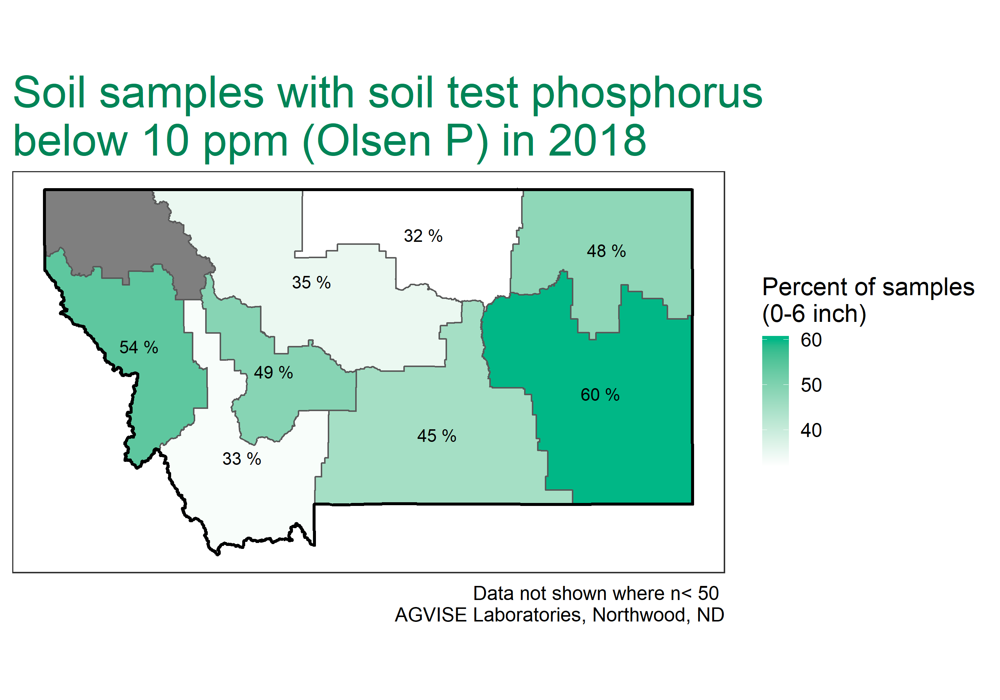 Soil samples with soil test phosphorus
below 10 ppm (Olsen P) in 2018
32 %
48 %
35 %
54 %
49 %
60 %
45 %
33 %
Percent of samples
(0-6 inch)
60
50
40
Data not shown where n< 50
AGVISE Laboratories, Northwood, ND